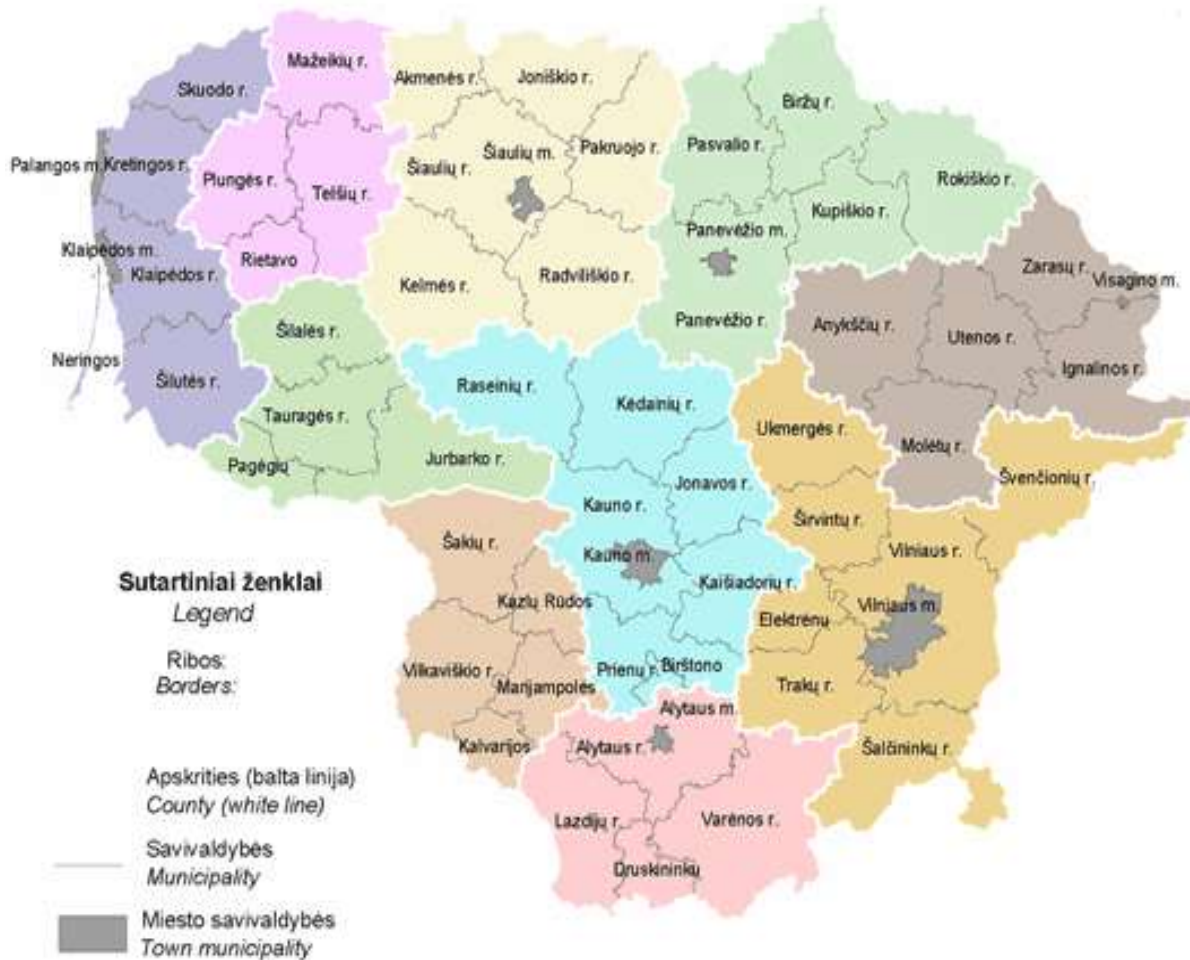 Mažeikių r.
Akmenės r.
Joniškio r.
Skuodo r.
Biržų r.
Pasvalio r.
Pakruojo r.
Šiaulių m.
Palangos m.
Kretingos r.
Plungės r.
Telšių r.
Šiaulių r.
Rokiškio r.
Kupiškio r.
Panevėžio m.
Klaipėdos m.
Rietavo
Klaipėdos r.
Kelmės r.
Radviliškio r.
Zarasų r.
Visagino m.
Panevėžio r.
Anykščių r.
Utenos r.
Šilalės r.
Neringos
Šilutės r.
Ignalinos r.
Raseinių r.
Kėdainių r.
Tauragės r.
Ukmergės r.
Molėtų r.
Pagėgių
Jurbarko r.
Švenčionių r.
Jonavos r.
Kauno r.
Širvintų r.
Šakių r.
Vilniaus r.
Kauno m.
Kaišiadorių r.
Sutartiniai ženklai
Legend
Kazlų Rūdos
Vilniaus m.
Elektrėnų
Ribos:
Borders:
Vilkaviškio r.
Prienų r.
Birštono
Marijampolės
Trakų r.
Alytaus m.
Kalvarijos
Alytaus r.
Šalčininkų r.
Apskrities (balta linija)
County (white line)
Lazdijų r.
Varėnos r.
Savivaldybės
Municipality
Druskininkų
Miesto savivaldybės
Town municipality